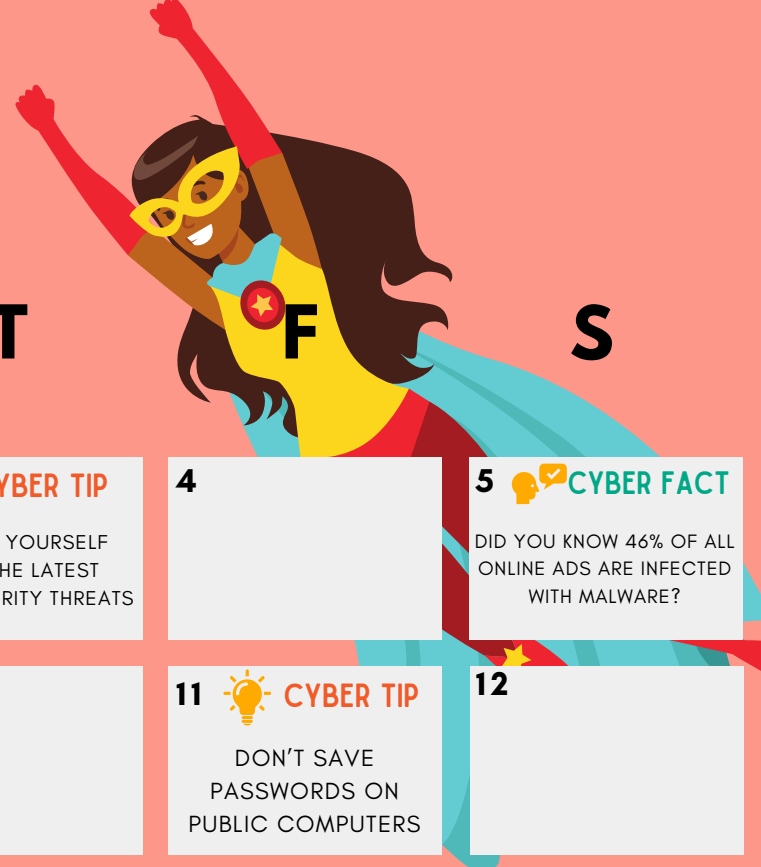 T F S
YBER TIP
YOURSELF
HE LATEST
RITY THREATS
4
5 CYBER FACT
DID YOU KNOW 46% OF ALL
ONLINE ADS ARE INFECTED
WITH MALWARE?
11 CYBER TIP
DON'T SAVE
PASSWORDS ON
PUBLIC COMPUTERS
12